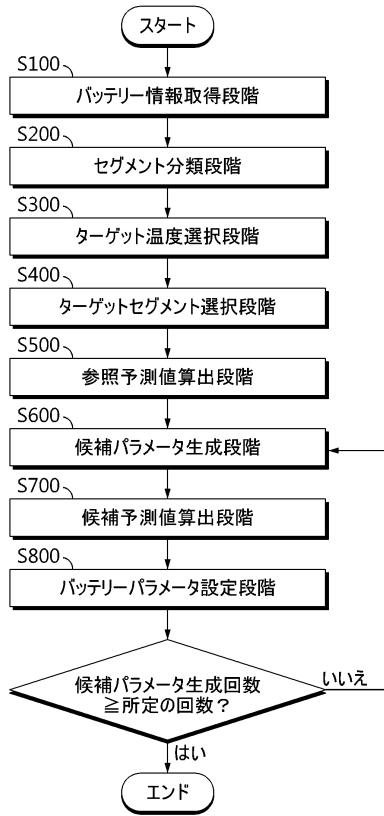 スタート
S100
バッテリー情報取得段階
S200
セグメント分類段階
S300
ターゲット温度選択段階
S400
ターゲットセグメント選択段階
S500
参照予測値算出段階
S600
候補パラメータ生成段階
S700
候補予測値算出段階
S800
バッテリーパラメータ設定段階
候補パラメータ生成回数
≧所定の回数？
いいえ
はい
エンド